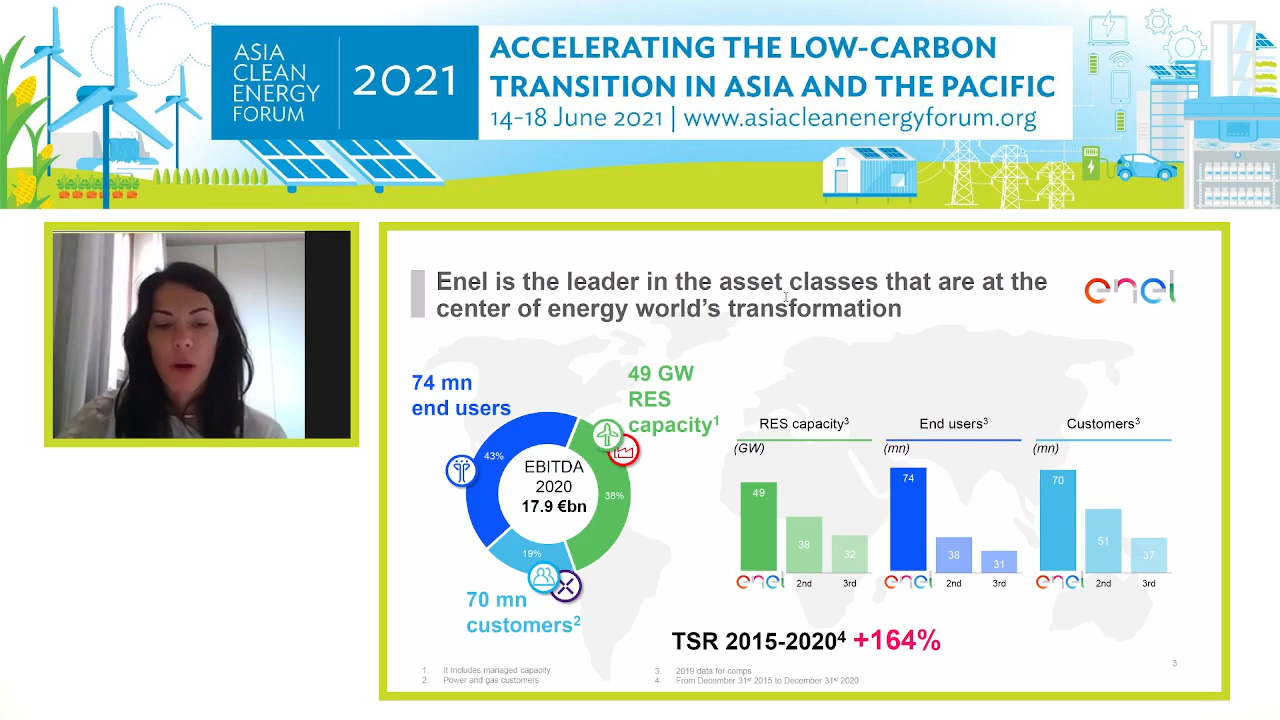 ASIA
CLEAN
ENERGY
FORUM
2021
ACCELERATING THE LOW-CARBON
TRANSITION IN ASIA AND THE PACIFIC
14-18 June 2021 | www.asiacleanenergyforum.org
Enel is the leader in the asset classes that are at the
center of energy world's transformation
enel
74 mn
end users
49 GW
RES
capacity¹
43%
38%
19%
EBITDA
2020
17.9 €bn
70 mn
customers²
RES capacity³
(GW)
49
38
32
enel
2nd
3rd
End users³
(mn)
74
38
31
enel
2nd
3rd
Customers³
(mn)
70
51
37
enel
2nd
3rd
TSR 2015-2020⁴ +164%
1. It Includes managed capacity
2. Power and gas customers
3. 2019 data for comps
4. From December 31st 2015 to December 31st 2020
3